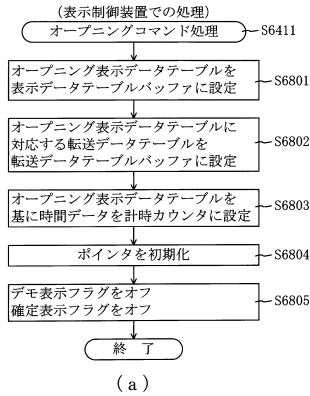 (表示制御装置での処理)
オープニングコマンド処理 S6411
オープニング表示データテーブルを
表示データテーブルバッファに設定 S6801
オープニング表示データテーブルに
対応する転送データテーブルを
転送データテーブルバッファに設定 S6802
オープニング表示データテーブルを
基に時間データを計時カウンタに設定 S6803
ポインタを初期化 S6804
デモ表示フラグをオフ
確定表示フラグをオフ S6805
終 了
(a)